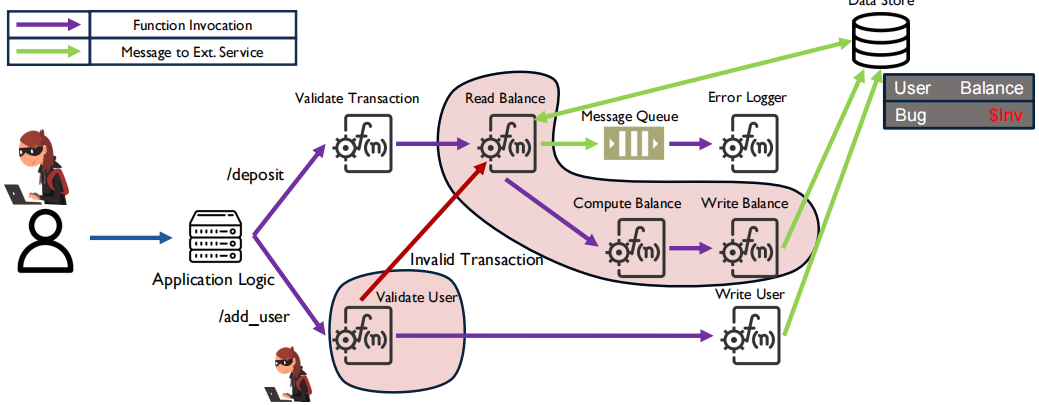 Data Store
Function Invocation
Message to Ext. Service
User Balance
Bug $Inv
Validate Transaction
Read Balance
Error Logger
Message Queue
/deposit
Compute Balance
Write Balance
Invalid Transaction
Application Logic
Validate User
Write User
/add_user
f(n)
f(n)
f(n)
f(n)
f(n)
f(n)
f(n)